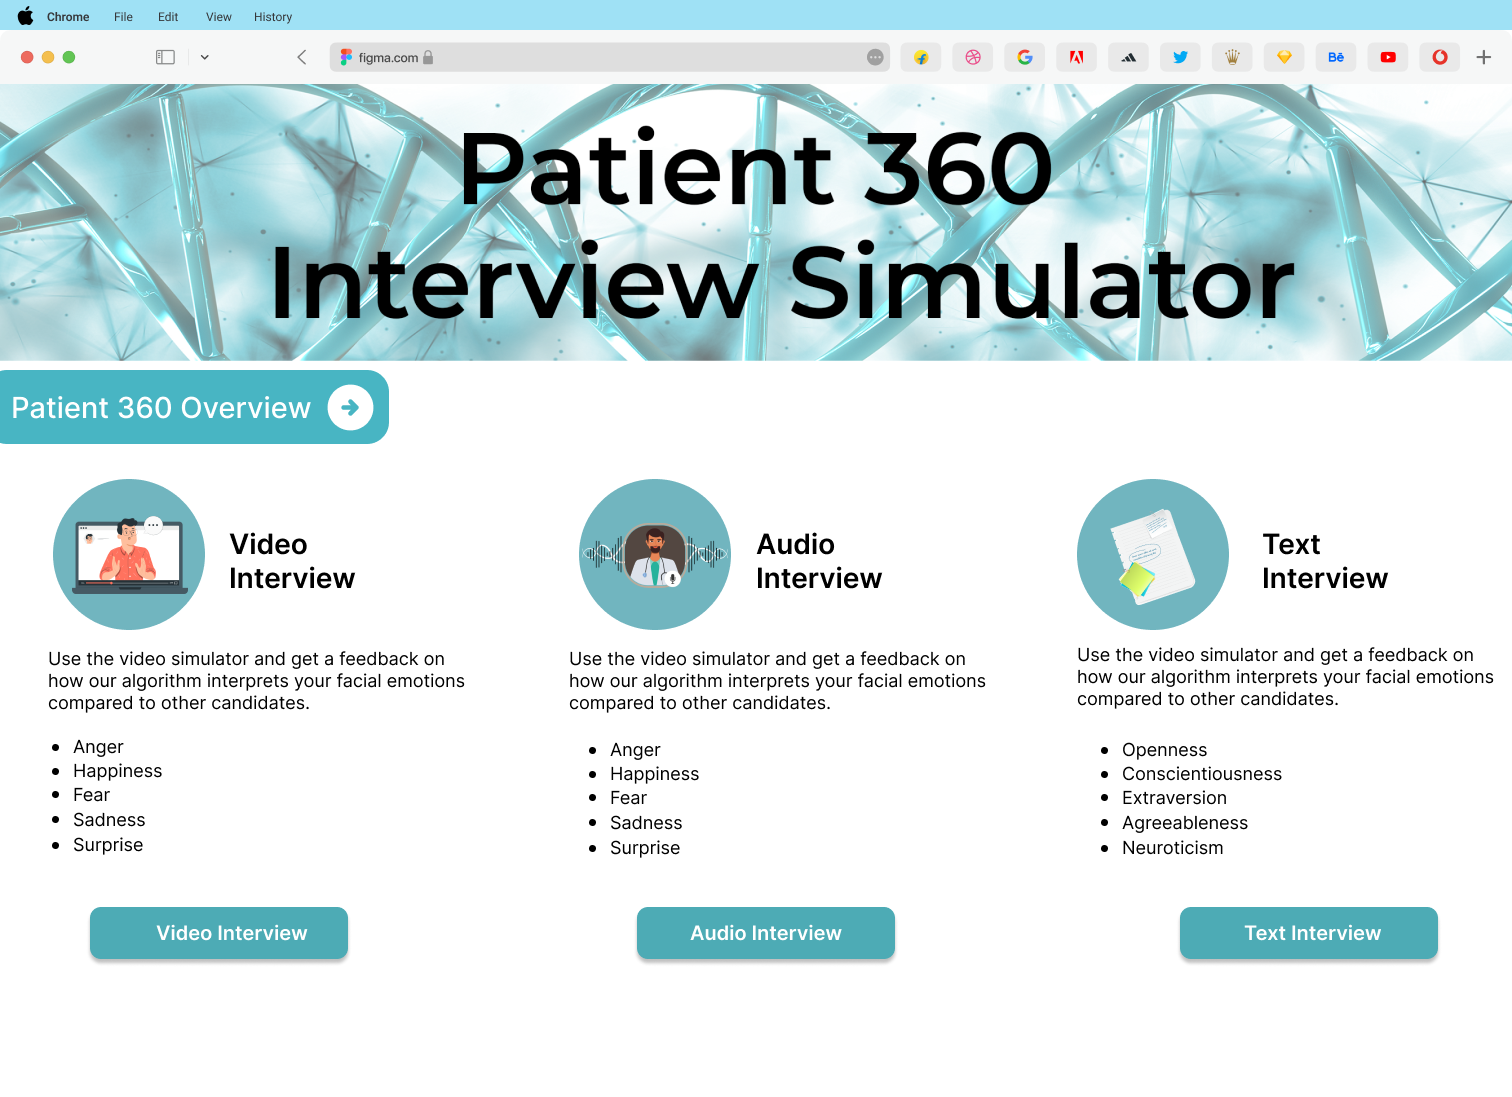 Chrome File Edit View History
figma.com
Bē
Patient 360
Interview Simulator
Patient 360 Overview
Video
Interview
Use the video simulator and get a feedback on
how our algorithm interprets your facial emotions
compared to other candidates.
Anger
Happiness
Fear
Sadness
Surprise
Video Interview
Audio
Interview
Use the video simulator and get a feedback on
how our algorithm interprets your facial emotions
compared to other candidates.
Anger
Happiness
Fear
Sadness
Surprise
Audio Interview
Text
Interview
Use the video simulator and get a feedback on
how our algorithm interprets your facial emotions
compared to other candidates.
Openness
Conscientiousness
Extraversion
Agreeableness
Neuroticism
Text Interview